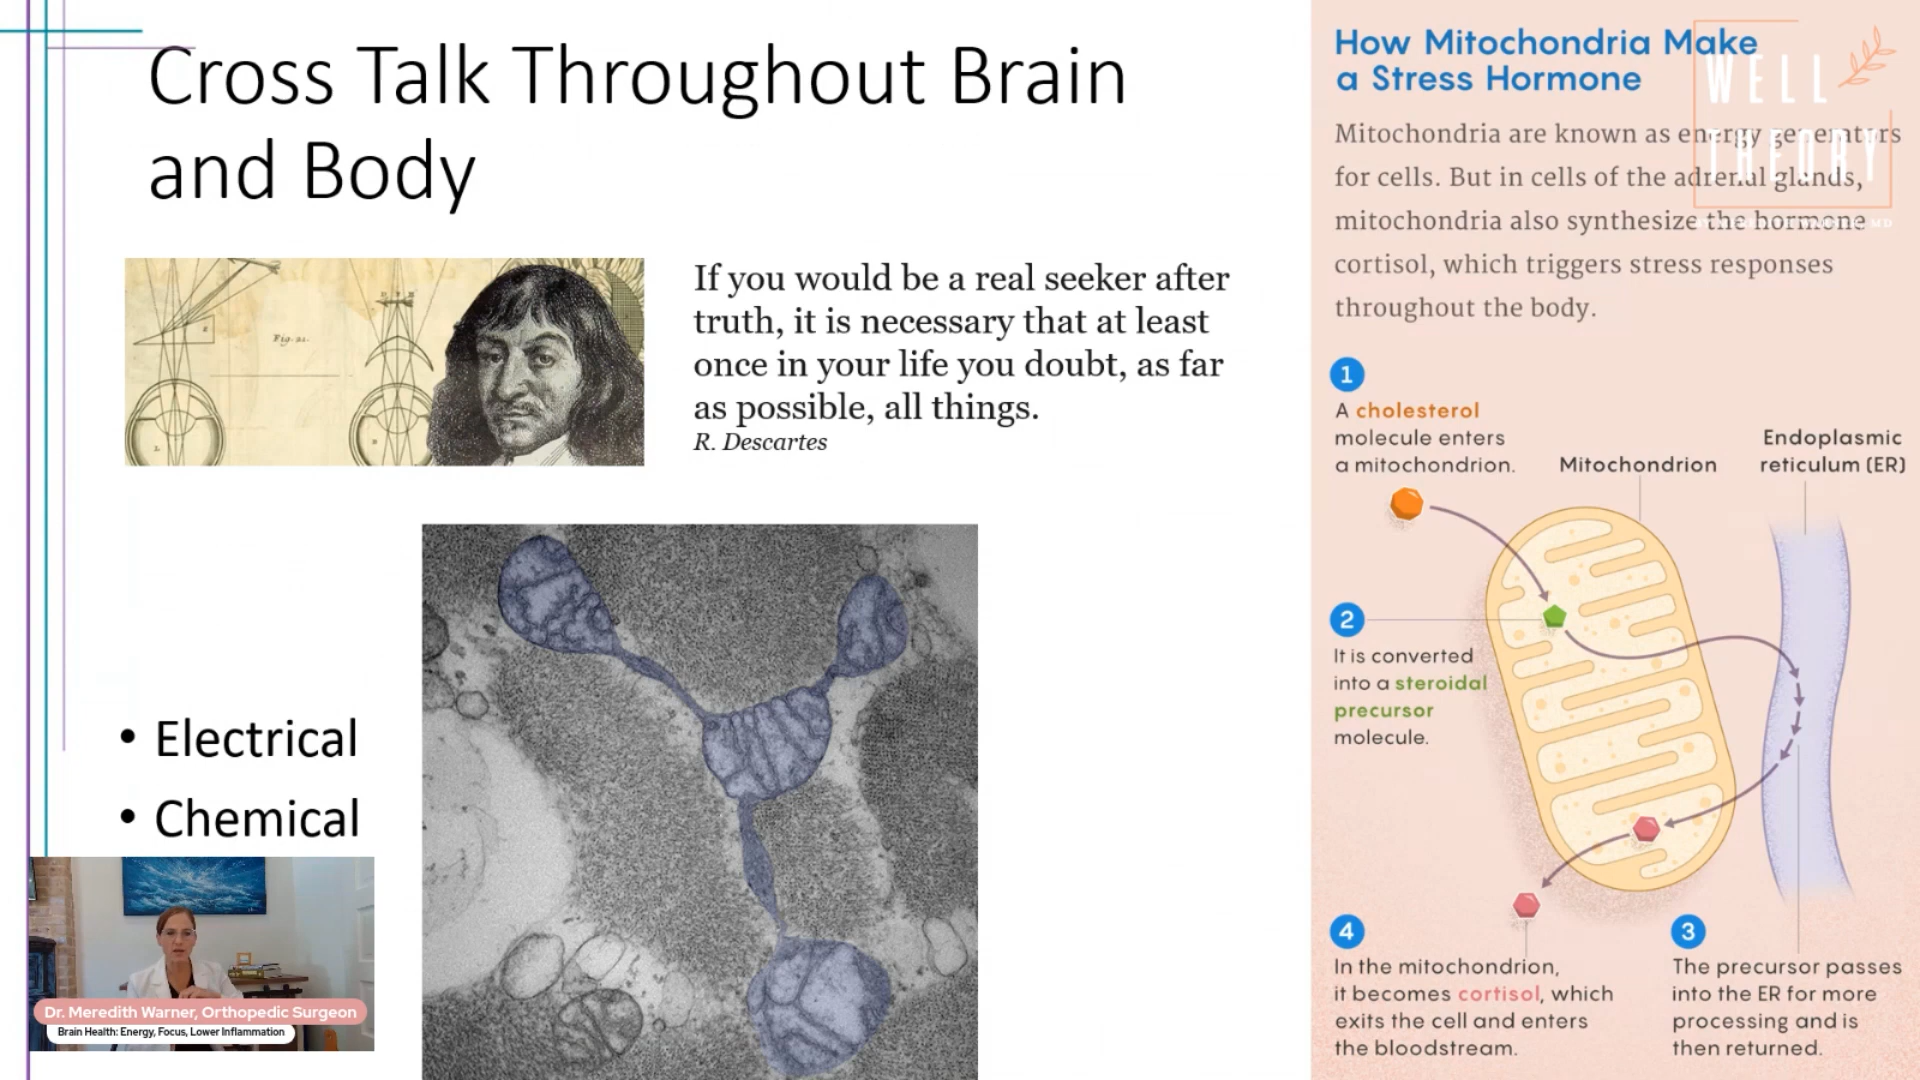 Cross Talk Throughout Brain
and Body
Fig. 21.
If you would be a real seeker after
truth, it is necessary that at least
once in your life you doubt, as far
as possible, all things.
R. Descartes
• Electrical
• Chemical
Dr. Meredith Warner, Orthopedic Surgeon
Brain Health: Energy, Focus, Lower Inflammation
How Mitochondria Make
a Stress Hormone
WELL
THEORY
MD
Mitochondria are known as energy generators
for cells. But in cells of the adrenal glands,
mitochondria also synthesize the hormone
cortisol, which triggers stress responses
throughout the body.
1
A cholesterol
molecule enters
a mitochondrion.
Mitochondrion
Endoplasmic
reticulum (ER)
2
It is converted
into a steroidal
precursor
molecule.
4
In the mitochondrion,
it becomes cortisol, which
exits the cell and enters
the bloodstream.
3
The precursor passes
into the ER for more
processing and is
then returned.